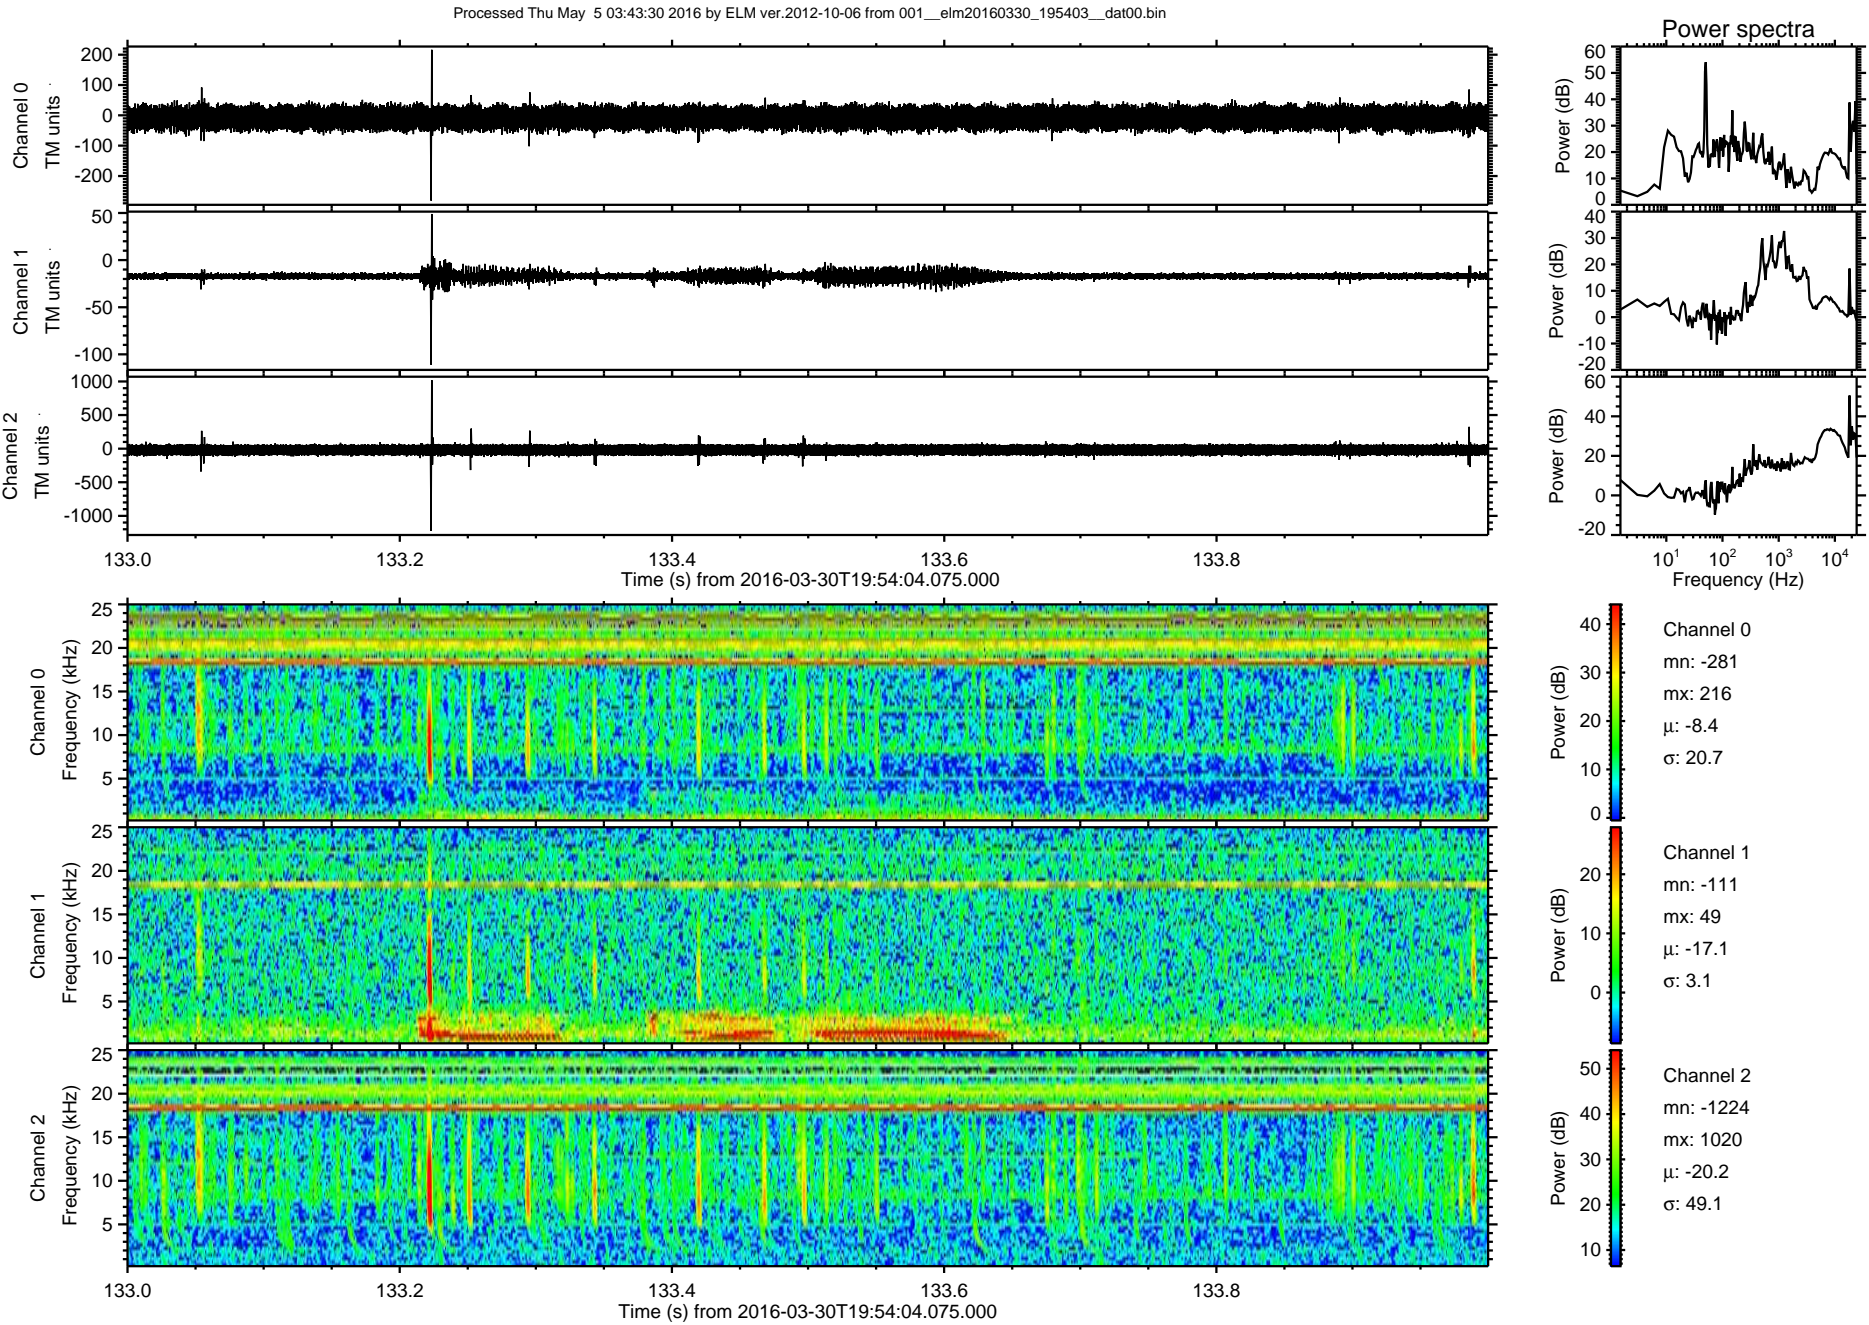 Processed Thu May  5 03:43:30 2016 by ELM ver.2012-10-06 from 001__elm20160330_195403__dat00.bin
Power spectra
Channel 0
TM units
200
100
0
-100
-200
Power (dB)
60
50
40
30
20
10
0
Channel 1
TM units
50
0
-50
-100
Power (dB)
40
30
20
10
0
-10
-20
Channel 2
TM units
1000
500
0
-500
-1000
Power (dB)
60
40
20
0
-20
133.0 133.2 133.4 133.6 133.8
Time (s) from 2016-03-30T19:54:04.075.000
10^1 10^2 10^3 10^4
Frequency (Hz)
Channel 0
Frequency (kHz)
25
20
15
10
5
Power (dB)
40
30
20
10
0
Channel 0
mn: -281
mx: 216
μ: -8.4
σ: 20.7
Channel 1
Frequency (kHz)
25
20
15
10
5
Power (dB)
20
10
0
Channel 1
mn: -111
mx: 49
μ: -17.1
σ: 3.1
Channel 2
Frequency (kHz)
25
20
15
10
5
Power (dB)
50
40
30
20
10
Channel 2
mn: -1224
mx: 1020
μ: -20.2
σ: 49.1
133.0 133.2 133.4 133.6 133.8
Time (s) from 2016-03-30T19:54:04.075.000